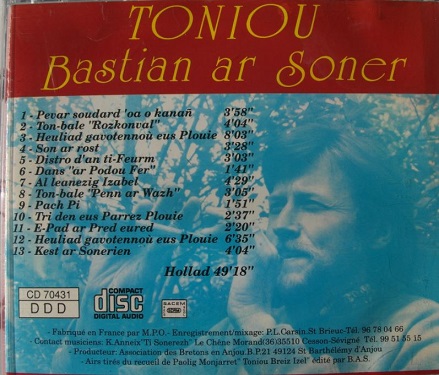 TONIOU
Bastian ar Soner
1 - Pevar soudard 'oa o kanañ 3'58"
2 - Ton-bale "Rozkonval" 4'04"
3 - Heuliad gavotennoù eus Plouie 8'03"
4 - Son ar rost 3'28"
5 - Distro d'an ti-Feurm 3'03"
6 - Dans "ar Podou Fer" 1'41"
7 - Al leanezig Izabel 4'29"
8 - Ton-bale "Penn ar Wazh" 3'05"
9 - Pach Pi 1'51"
10 - Tri den eus Parrez Plouie 2'37"
11 - E-Pad ar Pred eured 2'20"
12 - Heuliad gavotennoù eus Plouie 6'35"
13 - Kest ar Sonerien 4'04"
Hollad 49'18"
CD 70431
DDD
COMPACT
disc
DIGITAL AUDIO
SACEM
- Fabriqué en France par M.P.O. - Enregistrement/mixage: P.L.Carsin.St Brieuc-Tél. 96 78 04 66
Contact musiciens: K.Anneix "Ti Sonerezh" Le Chêne Morand(36)35510 Cesson-Sévigné Tél. 99 51 55 15
- Producteur: Association des Bretons en Anjou B.P.21 49124 St Barthélémy d'Anjou
- Airs tirés du recueil de Paolig Monjarret "Toniou Breiz Izel" édité par B.A.S.